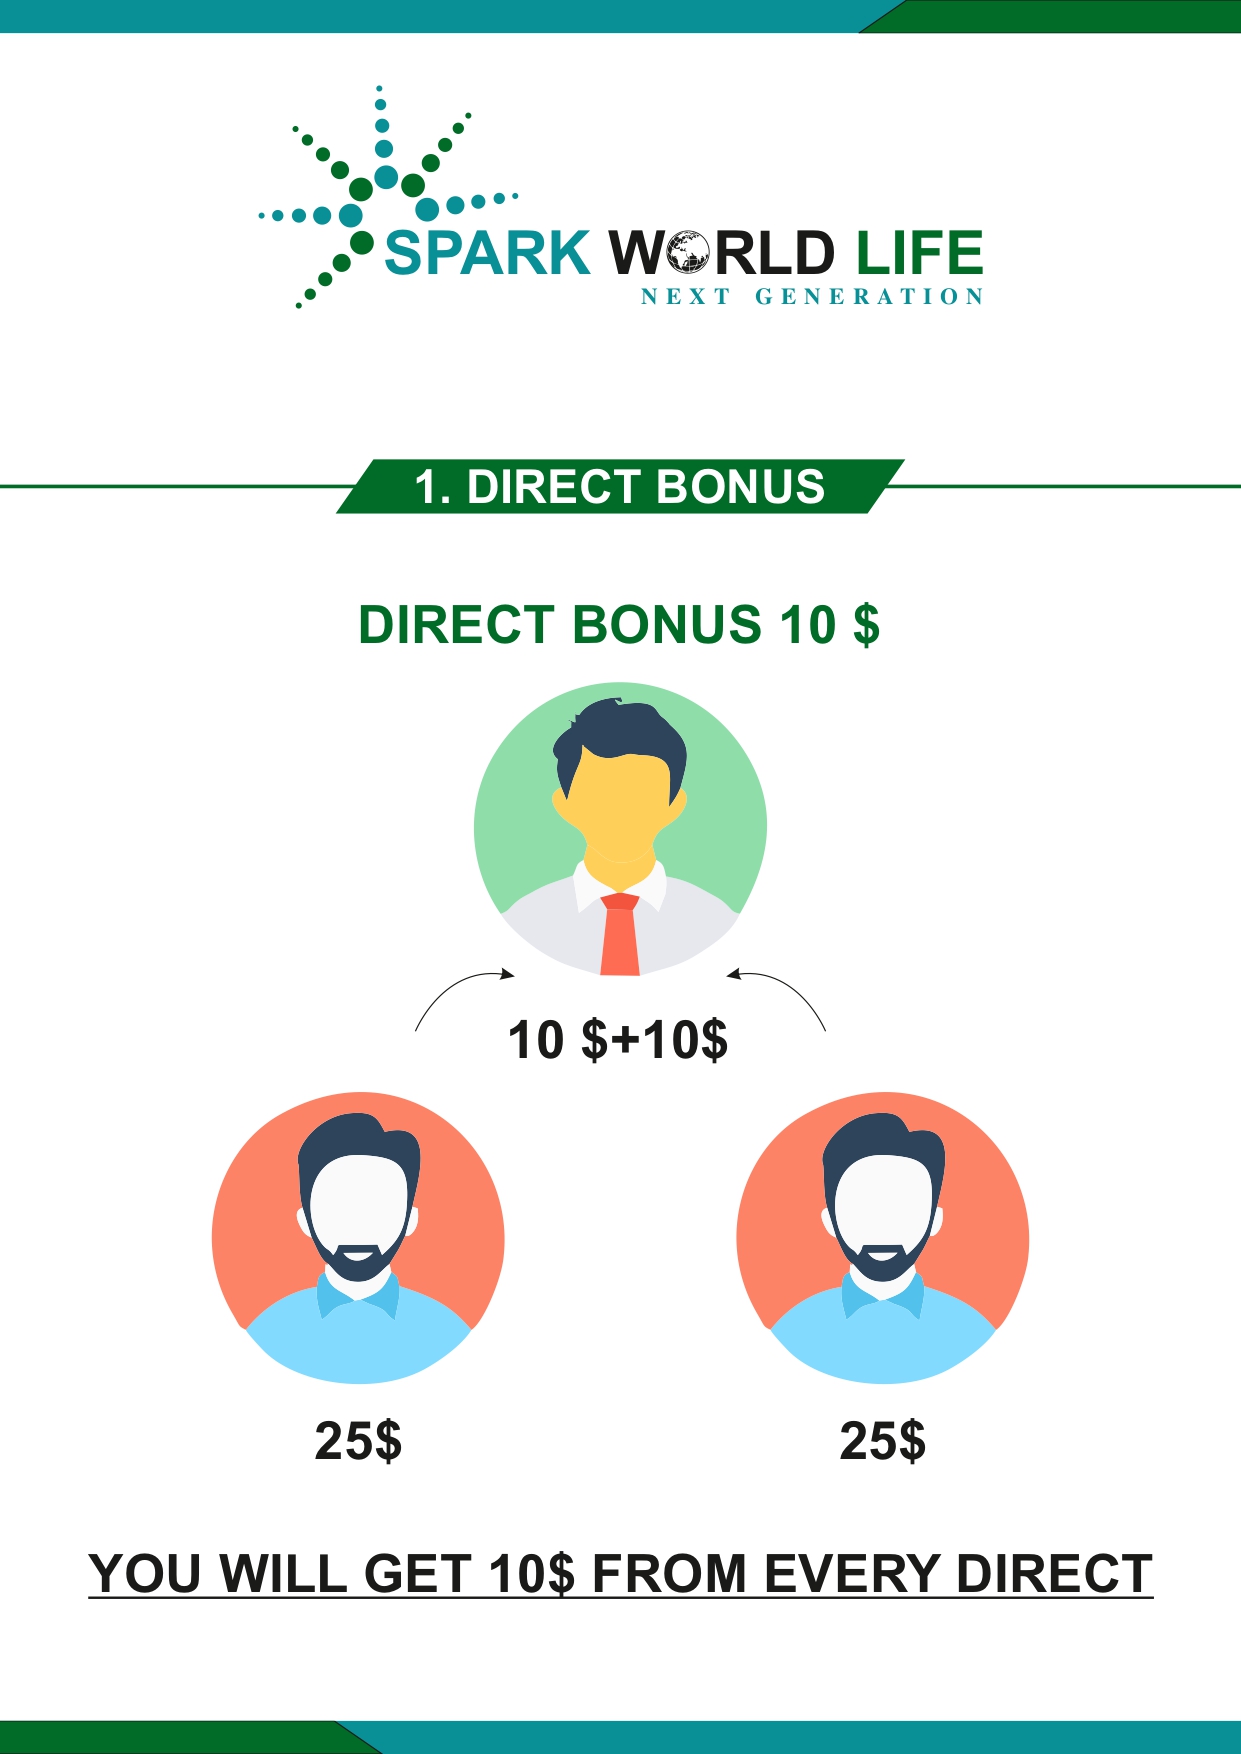 SPARK WORLD LIFE
NEXT GENERATION
1. DIRECT BONUS
DIRECT BONUS 10 $
10 $+10$
25$ 25$
YOU WILL GET 10$ FROM EVERY DIRECT